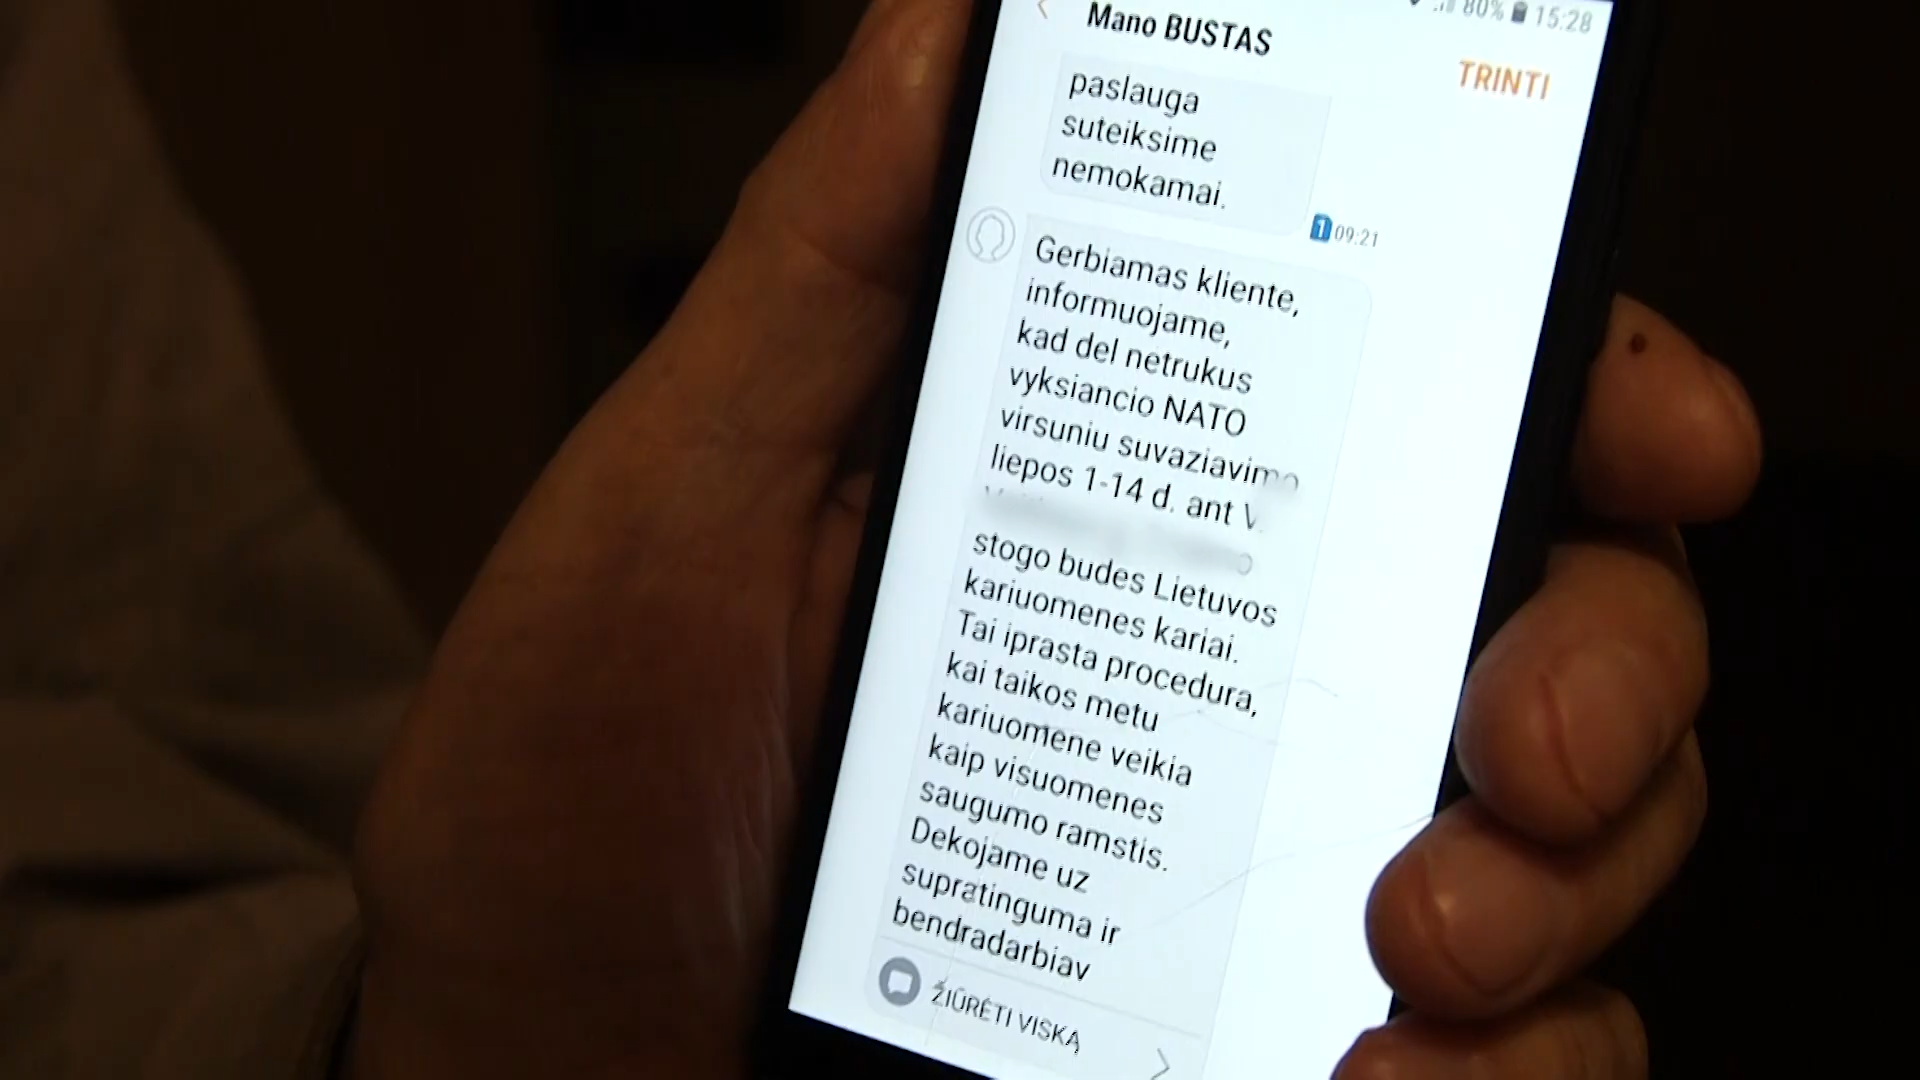 80% 15:28
Mano BUSTAS
TRINTI
paslauga
suteiksime
nemokamai.
1 09:21
Gerbiamas kliente,
informuojame,
kad del netrukus
vyksiancio NATO
virsuniu suvaziavimo
liepos 1-14 d. ant V.
stogo budes Lietuvos
kariuomenes kariai.
Tai iprasta procedura,
kai taikos metu
kariuomene veikia
kaip visuomenes
saugumo ramstis.
Dekojame uz
supratinguma ir
bendradarbiav
ŽIŪRĖTI VISKĄ